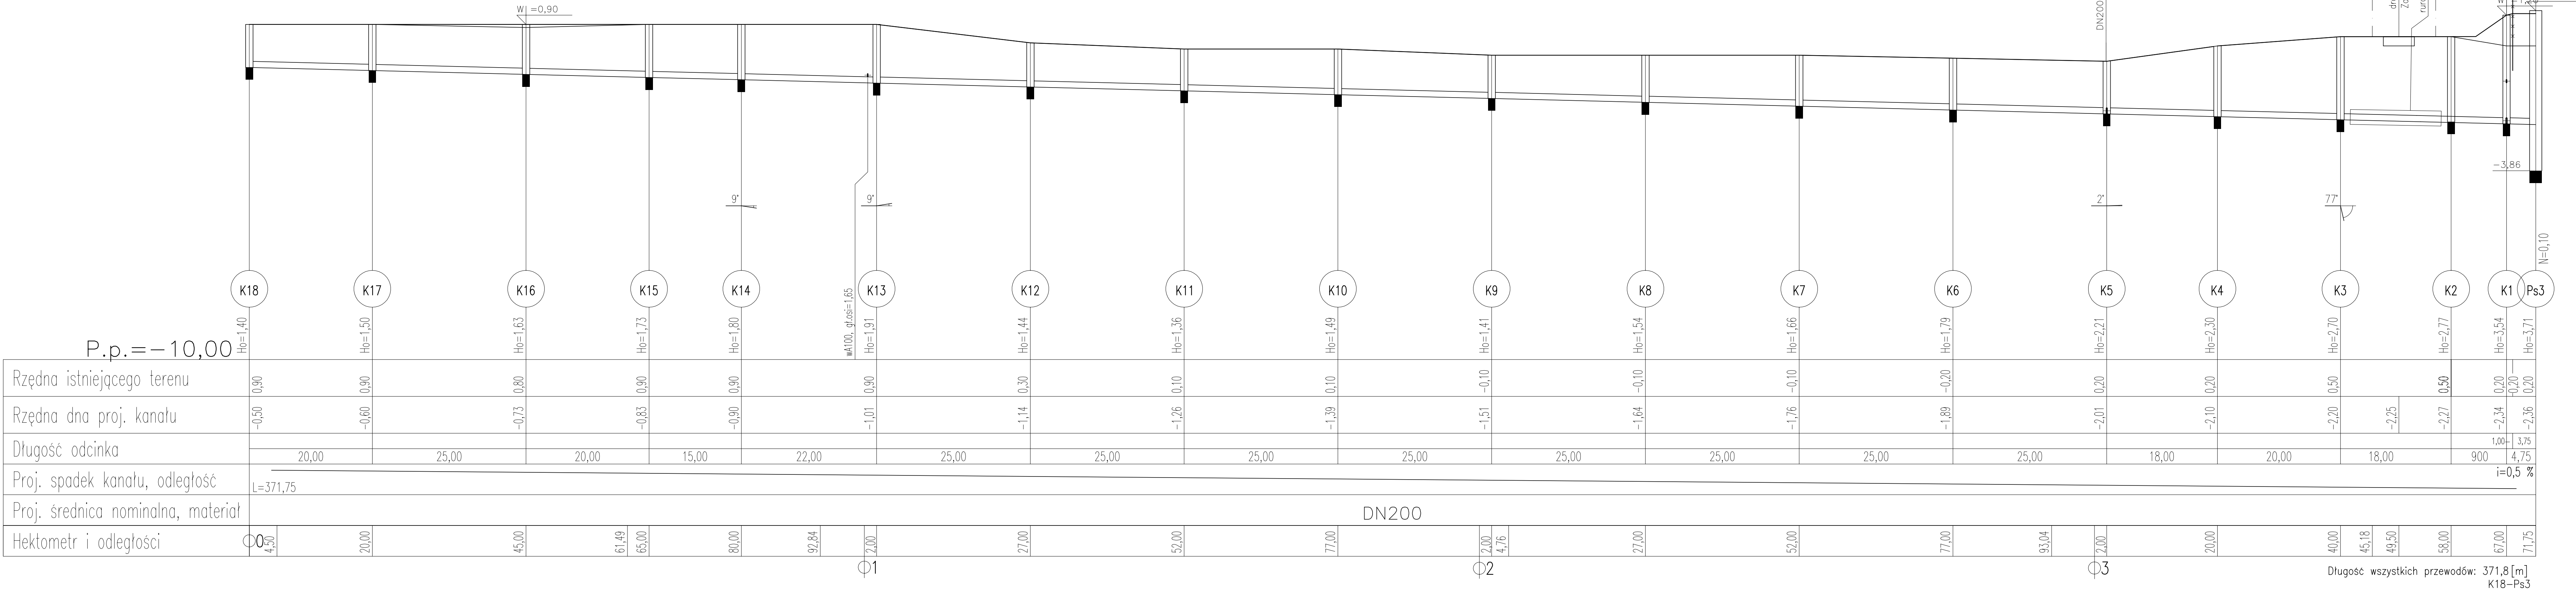 W =0,90
DN200
-3,86
9°
9°
2°
77°
N=0,10
K18 K17 K16 K15 K14 K13 K12 K11 K10 K9 K8 K7 K6 K5 K4 K3 K2 K1 Ps3
wA100, gł.osi=1,65
P.p.=-10,00
Ho=1,40 Ho=1,50 Ho=1,63 Ho=1,73 Ho=1,80 Ho=1,91 Ho=1,44 Ho=1,36 Ho=1,49 Ho=1,41 Ho=1,54 Ho=1,66 Ho=1,79 Ho=2,21 Ho=2,30 Ho=2,70 Ho=2,77 Ho=3,54 Ho=3,71
Rzędna istniejącego terenu 0,90 0,90 0,80 0,90 0,90 0,90 0,30 0,10 0,10 -0,10 -0,10 -0,10 -0,20 0,20 0,20 0,50 0,50 0,20 -0,20 0,20
Rzędna dna proj. kanału -0,50 -0,60 -0,73 -0,83 -0,90 -1,01 -1,14 -1,26 -1,39 -1,51 -1,64 -1,76 -1,89 -2,01 -2,10 -2,20 -2,25 -2,27 -2,34 -2,36
Długość odcinka 20,00 25,00 20,00 15,00 22,00 25,00 25,00 25,00 25,00 25,00 25,00 25,00 25,00 18,00 20,00 18,00 900 4,75
1,00 3,75
Proj. spadek kanału, odległość L=371,75 i=0,5 %
Proj. średnica nominalna, materiał DN200
Hektometr i odległości 0 4,50 20,00 45,00 61,49 65,00 80,00 92,84 2,00 27,00 52,00 77,00 2,00 4,76 27,00 52,00 77,00 93,04 2,00 20,00 40,00 45,18 49,50 58,00 67,00 71,75
1 2 3
Długość wszystkich przewodów: 371,8[m]
K18-Ps3